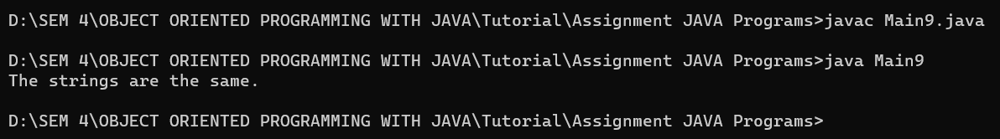 D:\SEM 4\OBJECT ORIENTED PROGRAMMING WITH JAVA\Tutorial\Assignment JAVA Programs>javac Main9.java
D:\SEM 4\OBJECT ORIENTED PROGRAMMING WITH JAVA\Tutorial\Assignment JAVA Programs>java Main9
The strings are the same.
D:\SEM 4\OBJECT ORIENTED PROGRAMMING WITH JAVA\Tutorial\Assignment JAVA Programs>